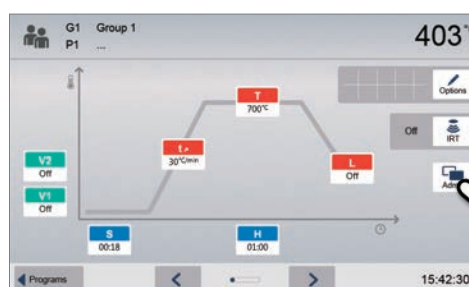 G1 Group 1
P1 ...
403°
Options
T
700°C
Off
IRT
t↗
30°C/min
V2
Off
L
Off
V1
Off
S
00:18
H
01:00
Programs
15:42:30